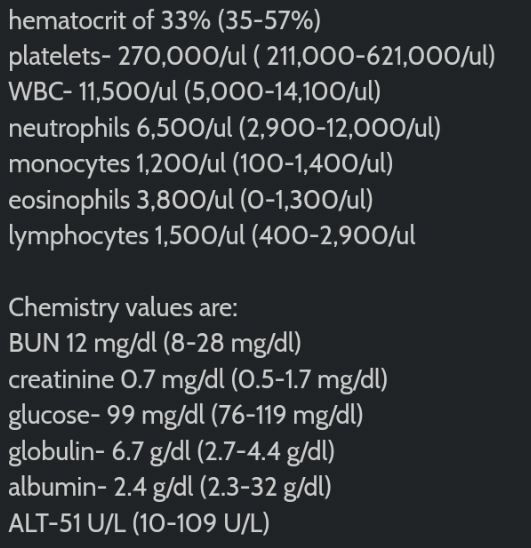 hematocrit of 33% (35-57%)
platelets- 270,000/ul ( 211,000-621,000/ul)
WBC- 11,500/ul (5,000-14,100/ul)
neutrophils 6,500/ul (2,900-12,000/ul)
monocytes 1,200/ul (100-1,400/ul)
eosinophils 3,800/ul (0-1,300/ul)
lymphocytes 1,500/ul (400-2,900/ul
Chemistry values are:
BUN 12 mg/dl (8-28 mg/dl)
creatinine 0.7 mg/dl (0.5-1.7 mg/dl)
glucose- 99 mg/dl (76-119 mg/dl)
globulin- 6.7 g/dl (2.7-4.4 g/dl)
albumin- 2.4 g/dl (2.3-32 g/dl)
ALT-51 U/L (10-109 U/L)